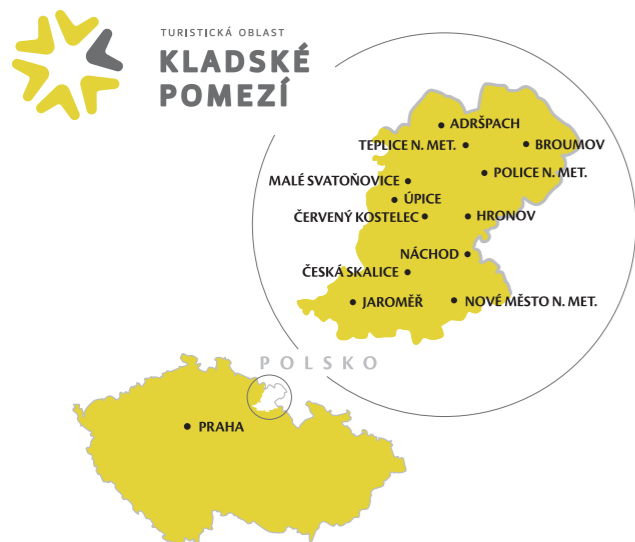 TURISTICKÁ OBLAST
KLADSKÉ
POMEZÍ
ADRŠPACH
TEPLICE N. MET.
BROUMOV
POLICE N. MET.
MALÉ SVATOŇOVICE
ÚPICE
ČERVENÝ KOSTELEC
HRONOV
NÁCHOD
ČESKÁ SKALICE
JAROMĚŘ
NOVÉ MĚSTO N. MET.
POLSKO
PRAHA